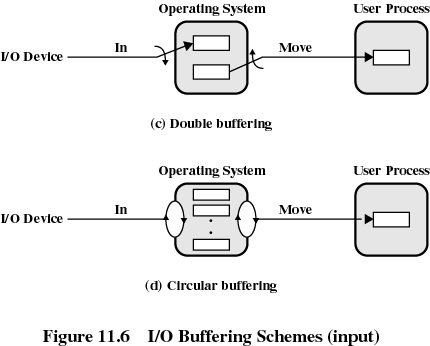 Operating System User Process
I/O Device In Move
(c) Double buffering
Operating System User Process
I/O Device In Move
(d) Circular buffering
Figure 11.6 I/O Buffering Schemes (input)